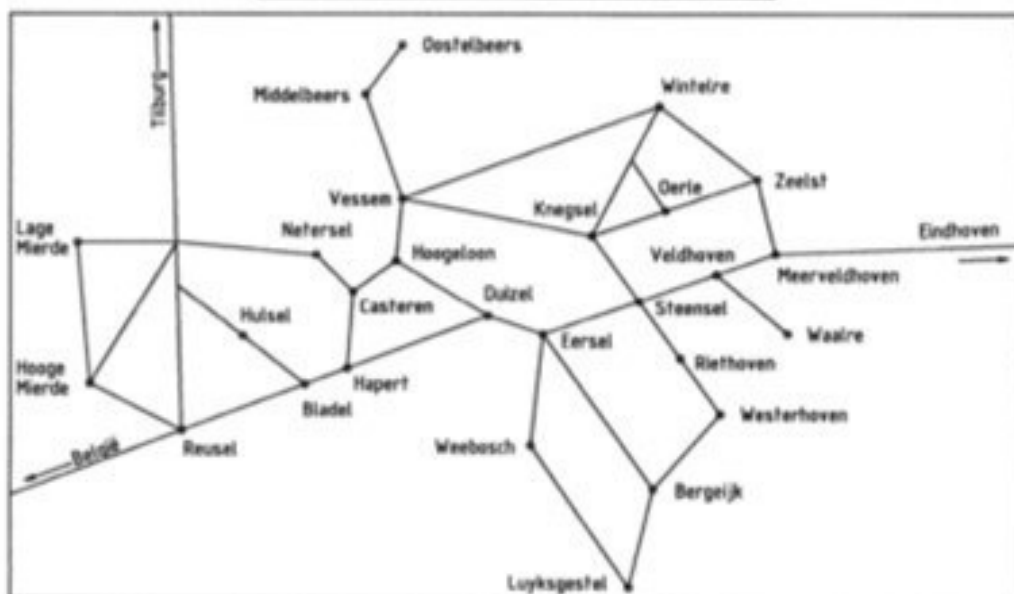 Oostelbeers
Tilburg
Middelbeers
Wintelre
Vessem
Knegsel
Oerle
Zeelst
Lage
Mierde
Netersel
Hoogeloon
Veldhoven
Eindhoven
Meerveldhoven
Casteren
Duizel
Steensel
Hulsel
Eersel
Waalre
Hooge
Mierde
Hapert
Riethoven
Bladel
Westerhoven
België
Reusel
Weebosch
Bergeijk
Luyksgestel